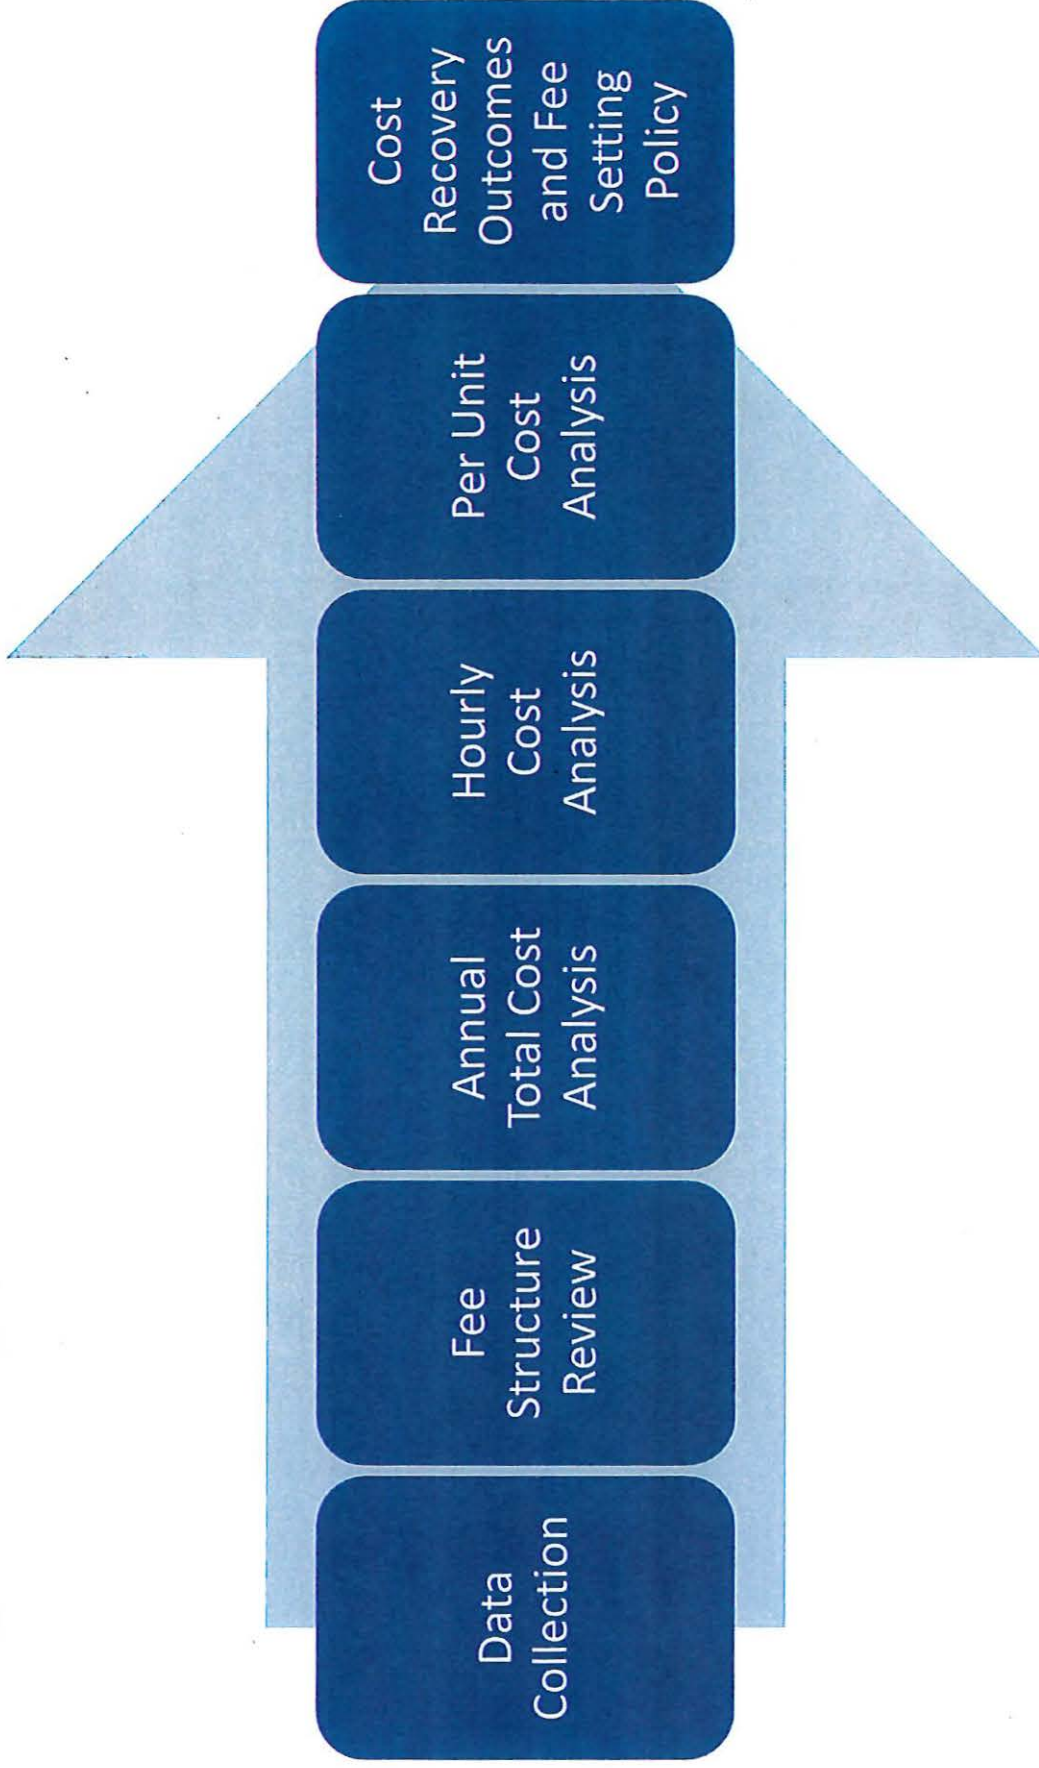 Data
Collection
Fee
Structure
Review
Annual
Total Cost
Analysis
Hourly
Cost
Analysis
Per Unit
Cost
Analysis
Cost
Recovery
Outcomes
and Fee
Setting
Policy